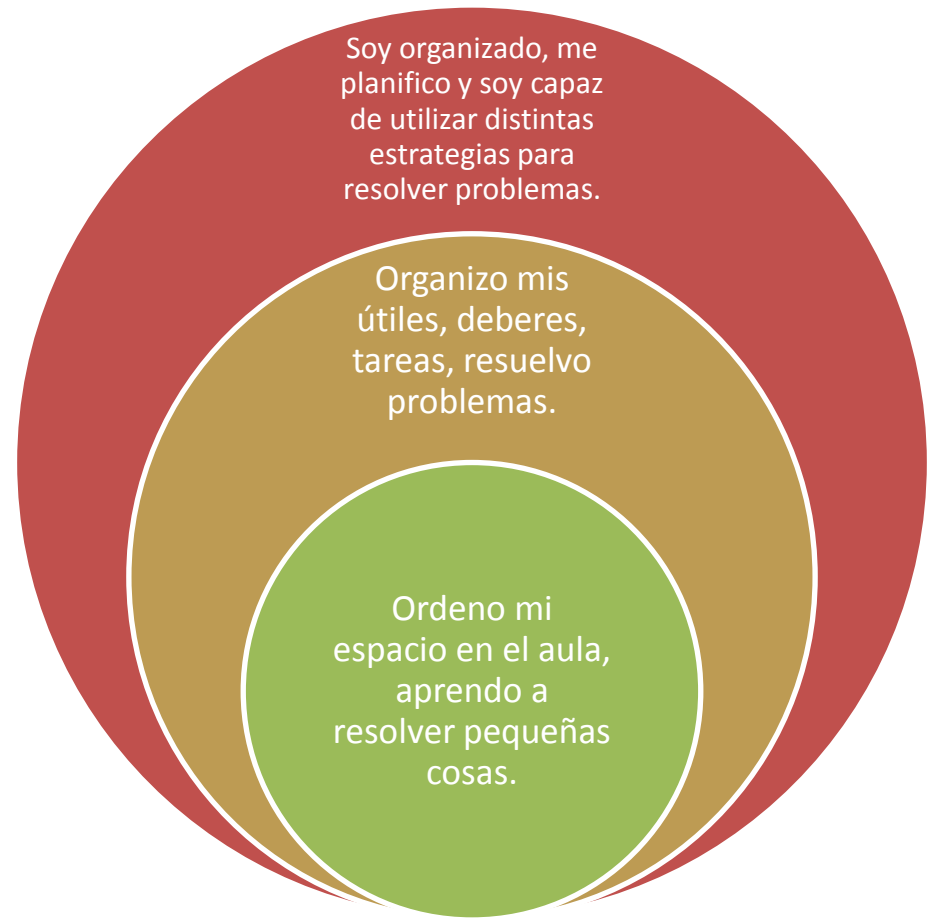 Soy organizado, me
planifico y soy capaz
de utilizar distintas
estrategias para
resolver problemas.
Organizo mis
útiles, deberes,
tareas, resuelvo
problemas.
Ordeno mi
espacio en el aula,
aprendo a
resolver pequeñas
cosas.